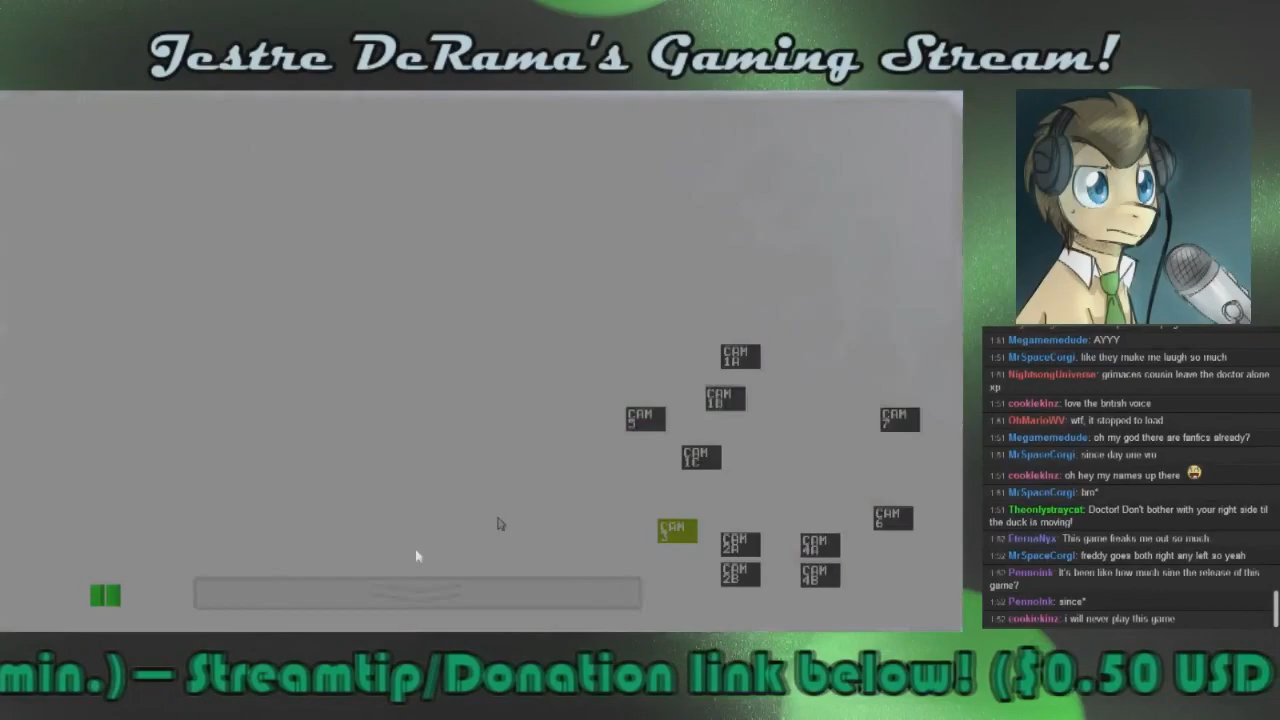 Jestre DeRama's Gaming Stream!
CAM
1A
CAM
1B
CAM
5
CAM
7
CAM
1C
CAM
6
CAM
3
CAM
2A
CAM
4A
CAM
2B
CAM
4B
1:51 Megamemedude: AYYY
1:51 MrSpaceCorgi: like they make me laugh so much
1:51 NightsongUniverse: grimaces cousin leave the doctor alone
xp
1:51 cookiekinz: love the british voice
1:51 OhMarioWV: wtf, it stopped to load
1:51 Megamemedude: oh my god there are fanfics already?
1:51 MrSpaceCorgi: since day one wro
1:51 cookiekinz: oh hey my names up there
1:51 MrSpaceCorgi: bro*
1:51 Theonlystraycat: Doctor! Don't bother with your right side til
the duck is moving!
1:52 EternaNyx: This game freaks me out so much
1:52 MrSpaceCorgi: freddy goes both right any left so yeah
1:52 PennoInk: It's been like how much sine the release of this
game?
1:52 PennoInk: since*
1:52 cookiekinz: i will never play this game
min.) — Streamtip/Donation link below! ($0.50 USD